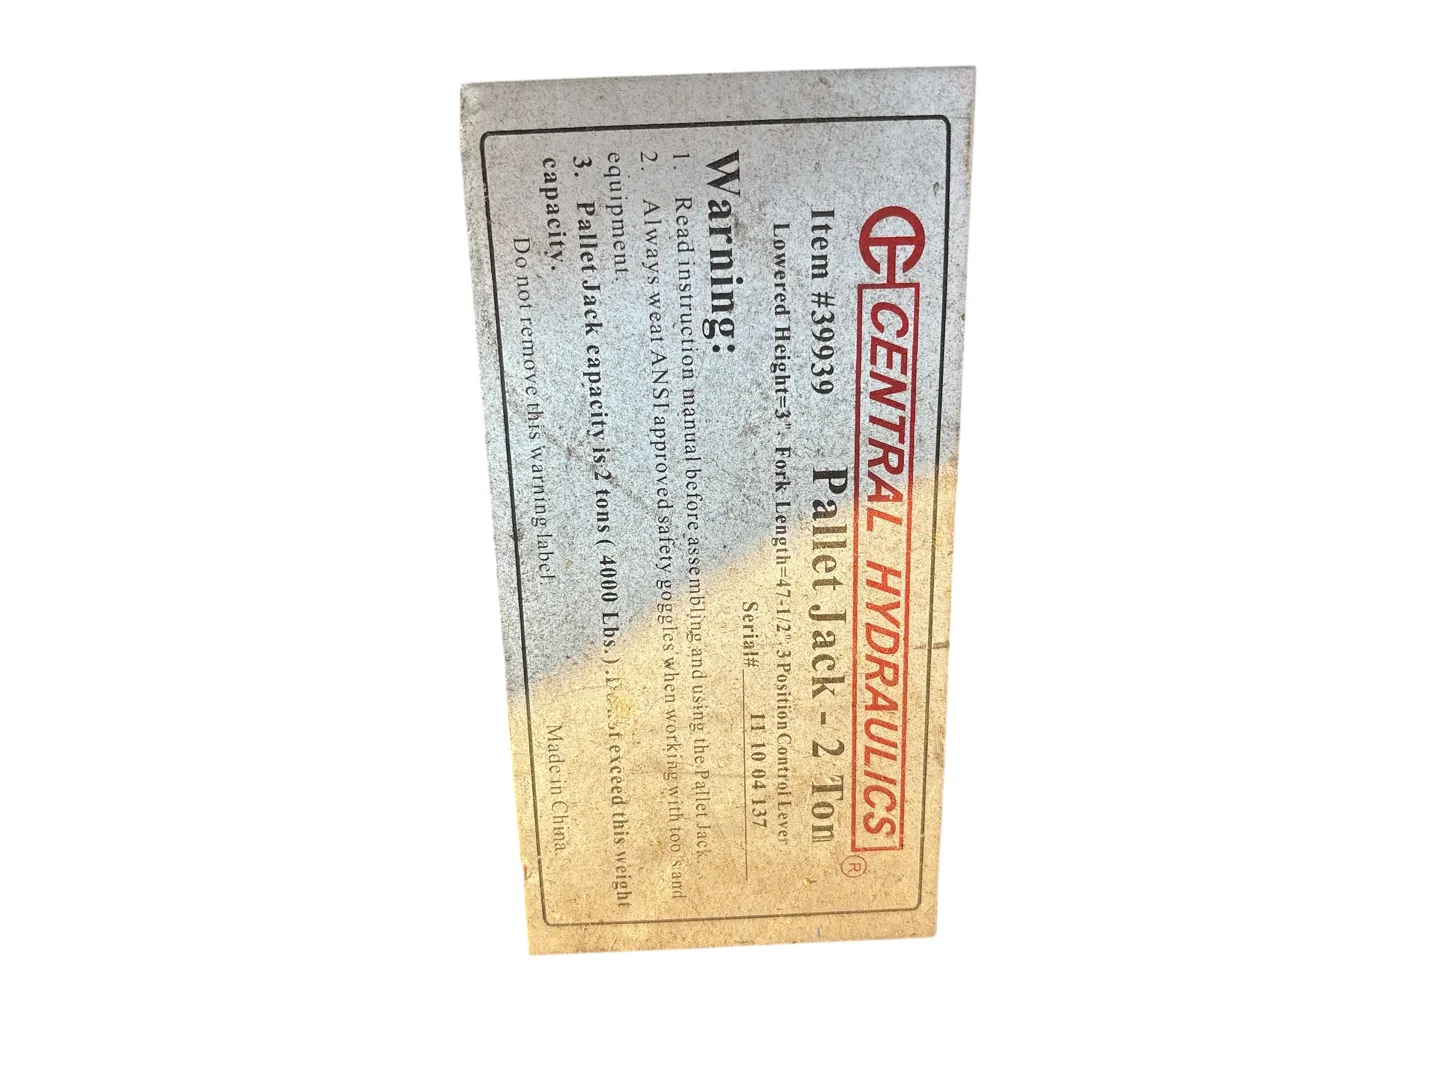 CH CENTRAL HYDRAULICS ®
Item #39939 Pallet Jack - 2 Ton
Lowered Height=3". Fork Length=47-1/2". 3 Position Control Lever
Serial# 11 10 04 137
Warning:
1. Read instruction manual before assembling and using the Pallet Jack.
2. Always wear ANSI approved safety goggles when working with too s and
equipment.
3. Pallet Jack capacity is 2 tons ( 4000 Lbs. ). exceed this weight
capacity.
Do not remove this warning label.
Made in China.